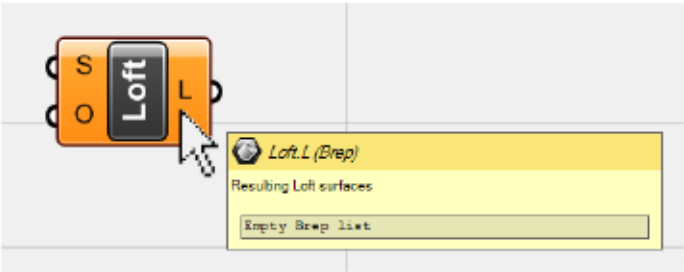 S
O
Loft
L
Loft.L (Brep)
Resulting Loft surfaces
Empty Brep list